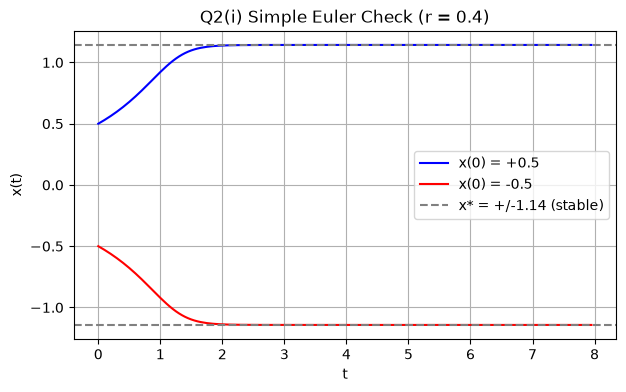 Q2(i) Simple Euler Check (r = 0.4)
x(t)
1.0
0.5
0.0
−0.5
−1.0
x(0) = +0.5
x(0) = -0.5
x* = +/-1.14 (stable)
0 1 2 3 4 5 6 7 8
t